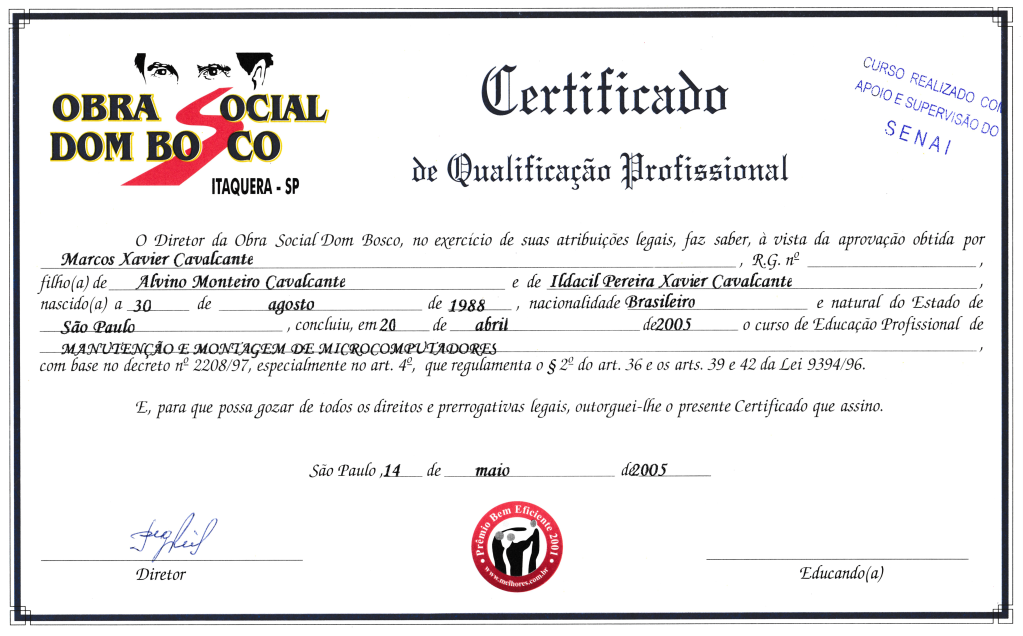 OBRA SOCIAL
DOM BOSCO
ITAQUERA - SP
Certificado
de Qualificação Profissional
CURSO REALIZADO COM
APOIO E SUPERVISÃO DO
SENAI
O Diretor da Obra Social Dom Bosco, no exercício de suas atribuições legais, faz saber, à vista da aprovação obtida por
Marcos Xavier Cavalcante, R.G. nº ,
filho(a) de Alvino Monteiro Cavalcante e de Ildacil Pereira Xavier Cavalcante,
nascido(a) a 30 de agosto de 1988, nacionalidade Brasileiro e natural do Estado de
São Paulo, concluiu, em 20 de abril de 2005 o curso de Educação Profissional de
MANUTENÇÃO E MONTAGEM DE MICROCOMPUTADORES,
com base no decreto nº 2208/97, especialmente no art. 4º, que regulamenta o § 2º do art. 36 e os arts. 39 e 42 da Lei 9394/96.
E, para que possa gozar de todos os direitos e prerrogativas legais, outorguei-lhe o presente Certificado que assino.
São Paulo, 14 de maio de 2005
Prêmio Bem Eficiente 2001
www.melhores.com.br
Diretor
Educando(a)